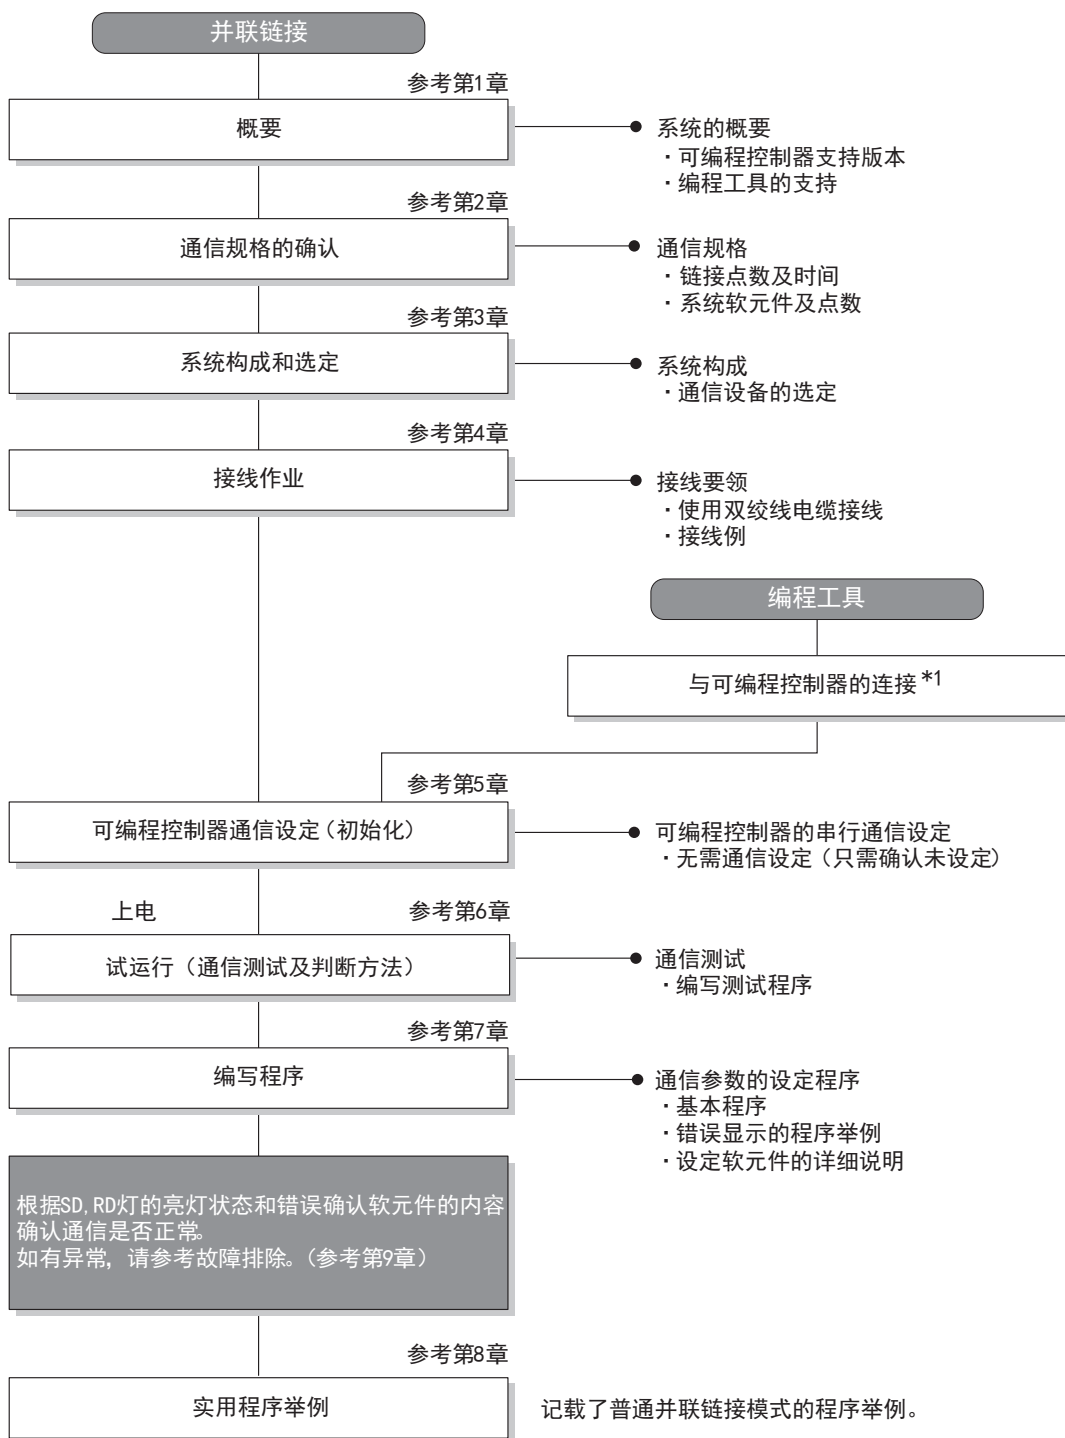 并联链接
参考第1章
概要
系统的概要
・可编程控制器支持版本
・编程工具的支持
参考第2章
通信规格的确认
通信规格
・链接点数及时间
・系统软元件及点数
参考第3章
系统构成和选定
系统构成
・通信设备的选定
参考第4章
接线作业
接线要领
・使用双绞线电缆接线
・接线例
编程工具
与可编程控制器的连接*1
参考第5章
可编程控制器通信设定(初始化)
可编程控制器的串行通信设定
・无需通信设定(只需确认未设定)
上电
参考第6章
试运行(通信测试及判断方法)
通信测试
・编写测试程序
参考第7章
编写程序
通信参数的设定程序
・基本程序
・错误显示的程序举例
・设定软元件的详细说明
根据SD,RD灯的亮灯状态和错误确认软元件的内容
确认通信是否正常。
如有异常，请参考故障排除。(参考第9章)
参考第8章
实用程序举例
记载了普通并联链接模式的程序举例。